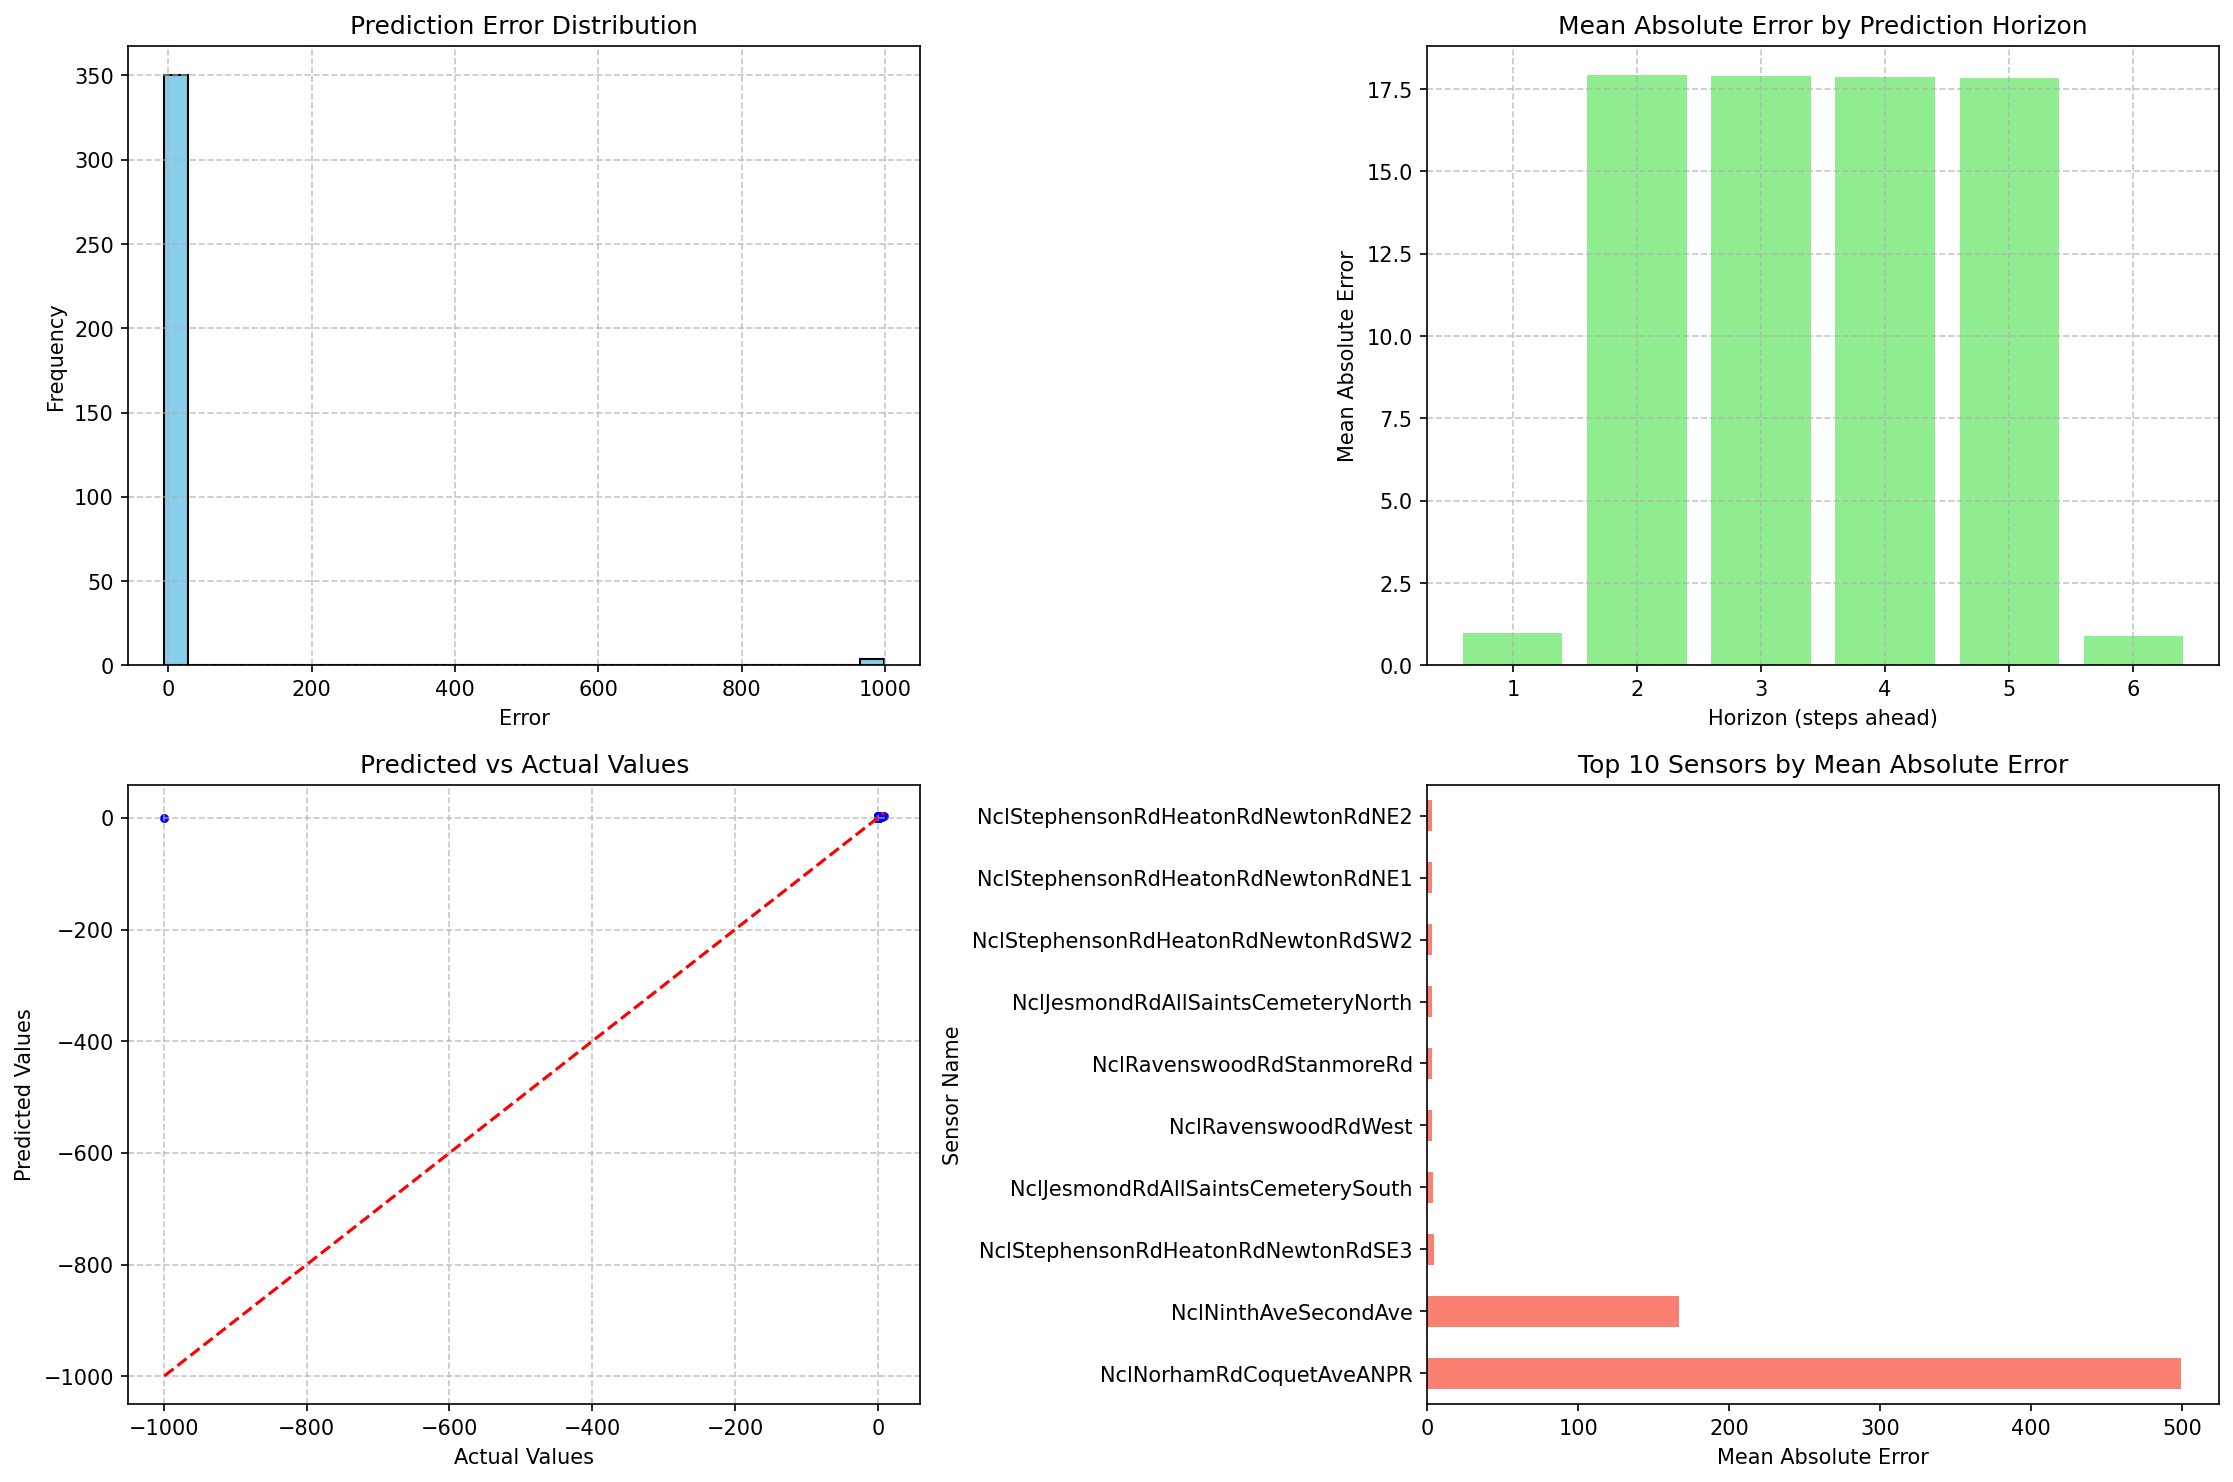 Prediction Error Distribution
350
300
250
200
150
100
50
0
Frequency
0 200 400 600 800 1000
Error
Mean Absolute Error by Prediction Horizon
17.5
15.0
12.5
10.0
7.5
5.0
2.5
0.0
Mean Absolute Error
1 2 3 4 5 6
Horizon (steps ahead)
Predicted vs Actual Values
0
−200
−400
−600
−800
−1000
Predicted Values
−1000 −800 −600 −400 −200 0
Actual Values
Top 10 Sensors by Mean Absolute Error
NclStephensonRdHeatonRdNewtonRdNE2
NclStephensonRdHeatonRdNewtonRdNE1
NclStephensonRdHeatonRdNewtonRdSW2
NclJesmondRdAllSaintsCemeteryNorth
NclRavenswoodRdStanmoreRd
NclRavenswoodRdWest
NclJesmondRdAllSaintsCemeterySouth
NclStephensonRdHeatonRdNewtonRdSE3
NclNinthAveSecondAve
NclNorhamRdCoquetAveANPR
Sensor Name
0 100 200 300 400 500
Mean Absolute Error